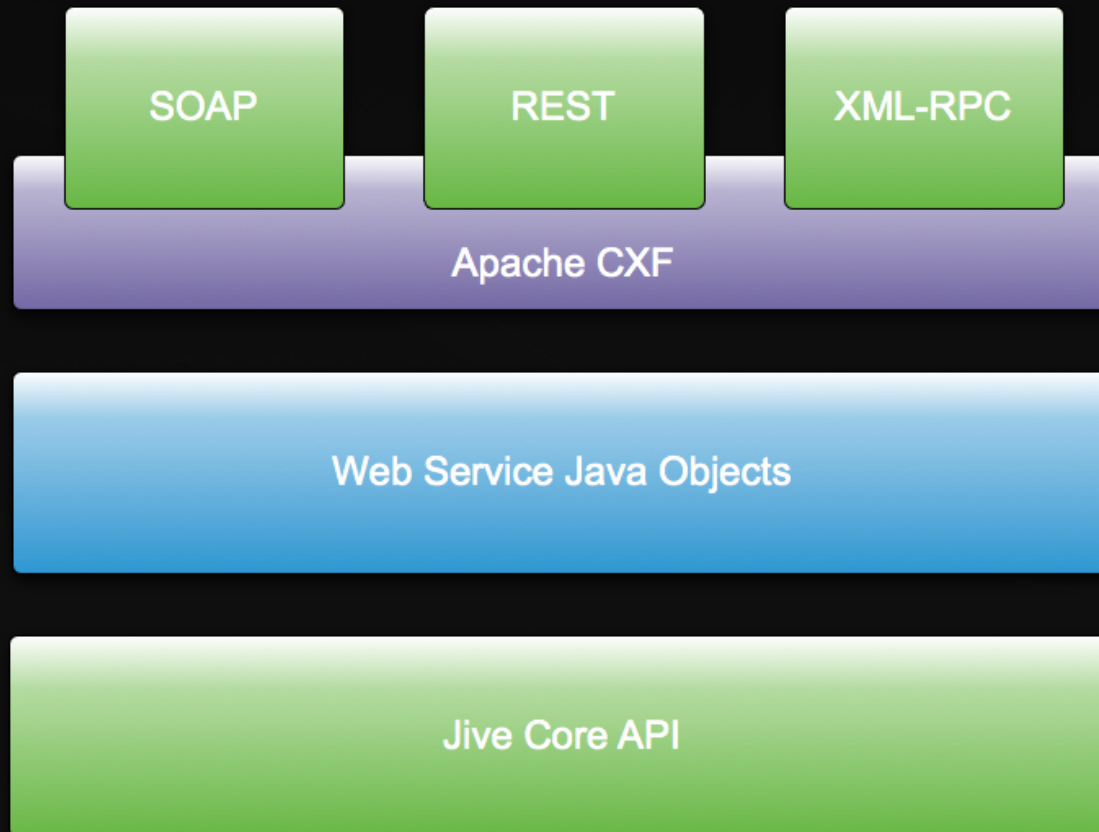 SOAP
REST
XML-RPC
Apache CXF
Web Service Java Objects
Jive Core API